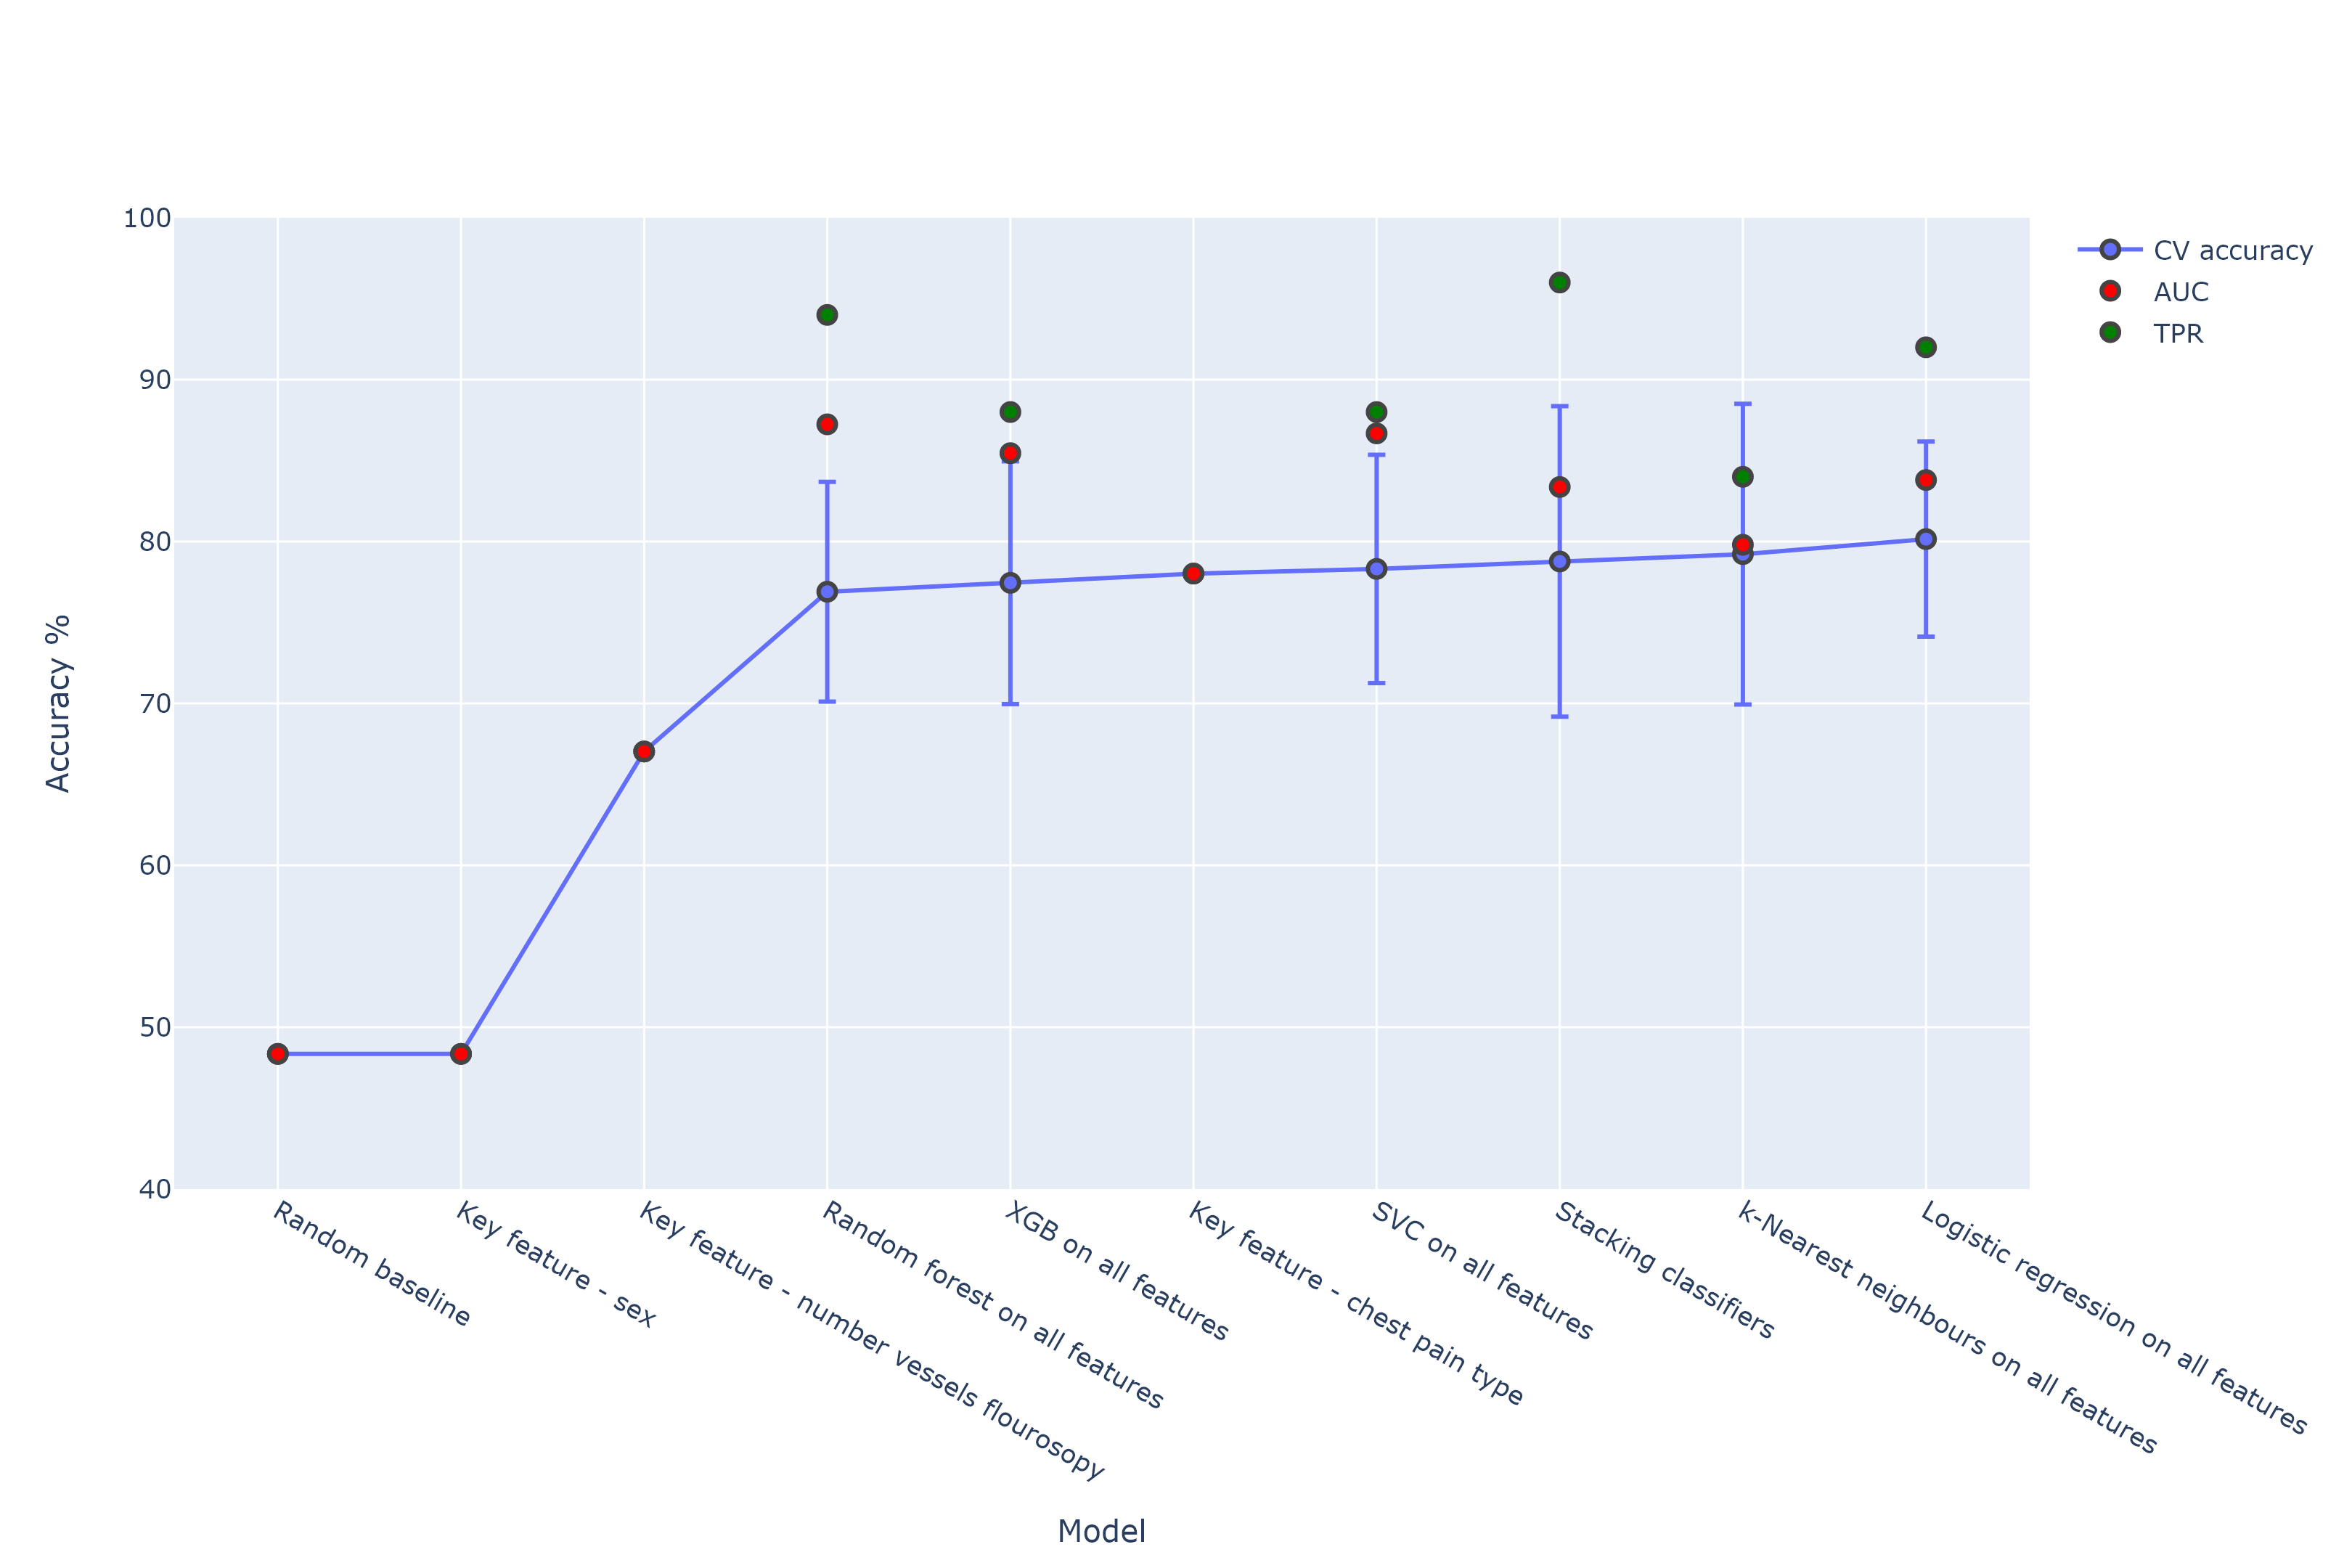 100
90
80
70
60
50
40
Accuracy %
CV accuracy
AUC
TPR
Random baseline
Key feature - sex
Key feature - number vessels flourosopy
Random forest on all features
XGB on all features
Key feature - chest pain type
SVC on all features
Stacking classifiers
k-Nearest neighbours on all features
Logistic regression on all features
Model